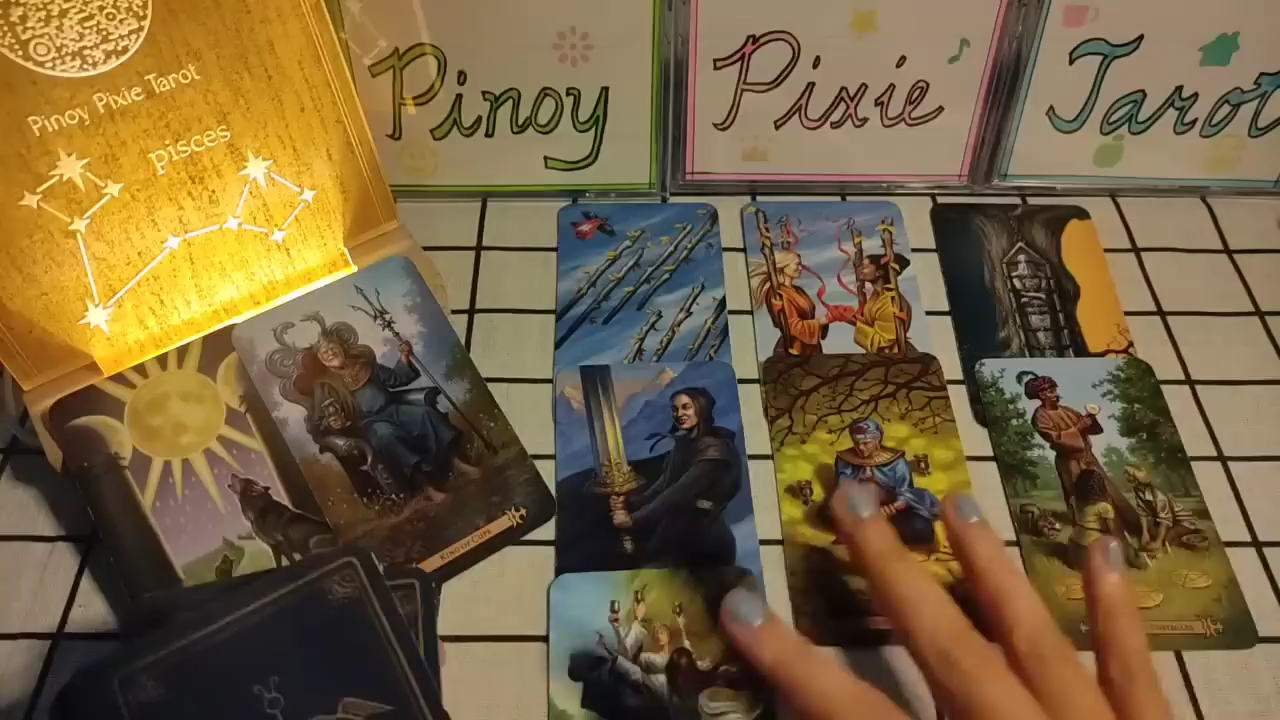 Pinoy Pixie Tarot
pisces
Pinoy
Pixie
Tarot
KING OF CUPS